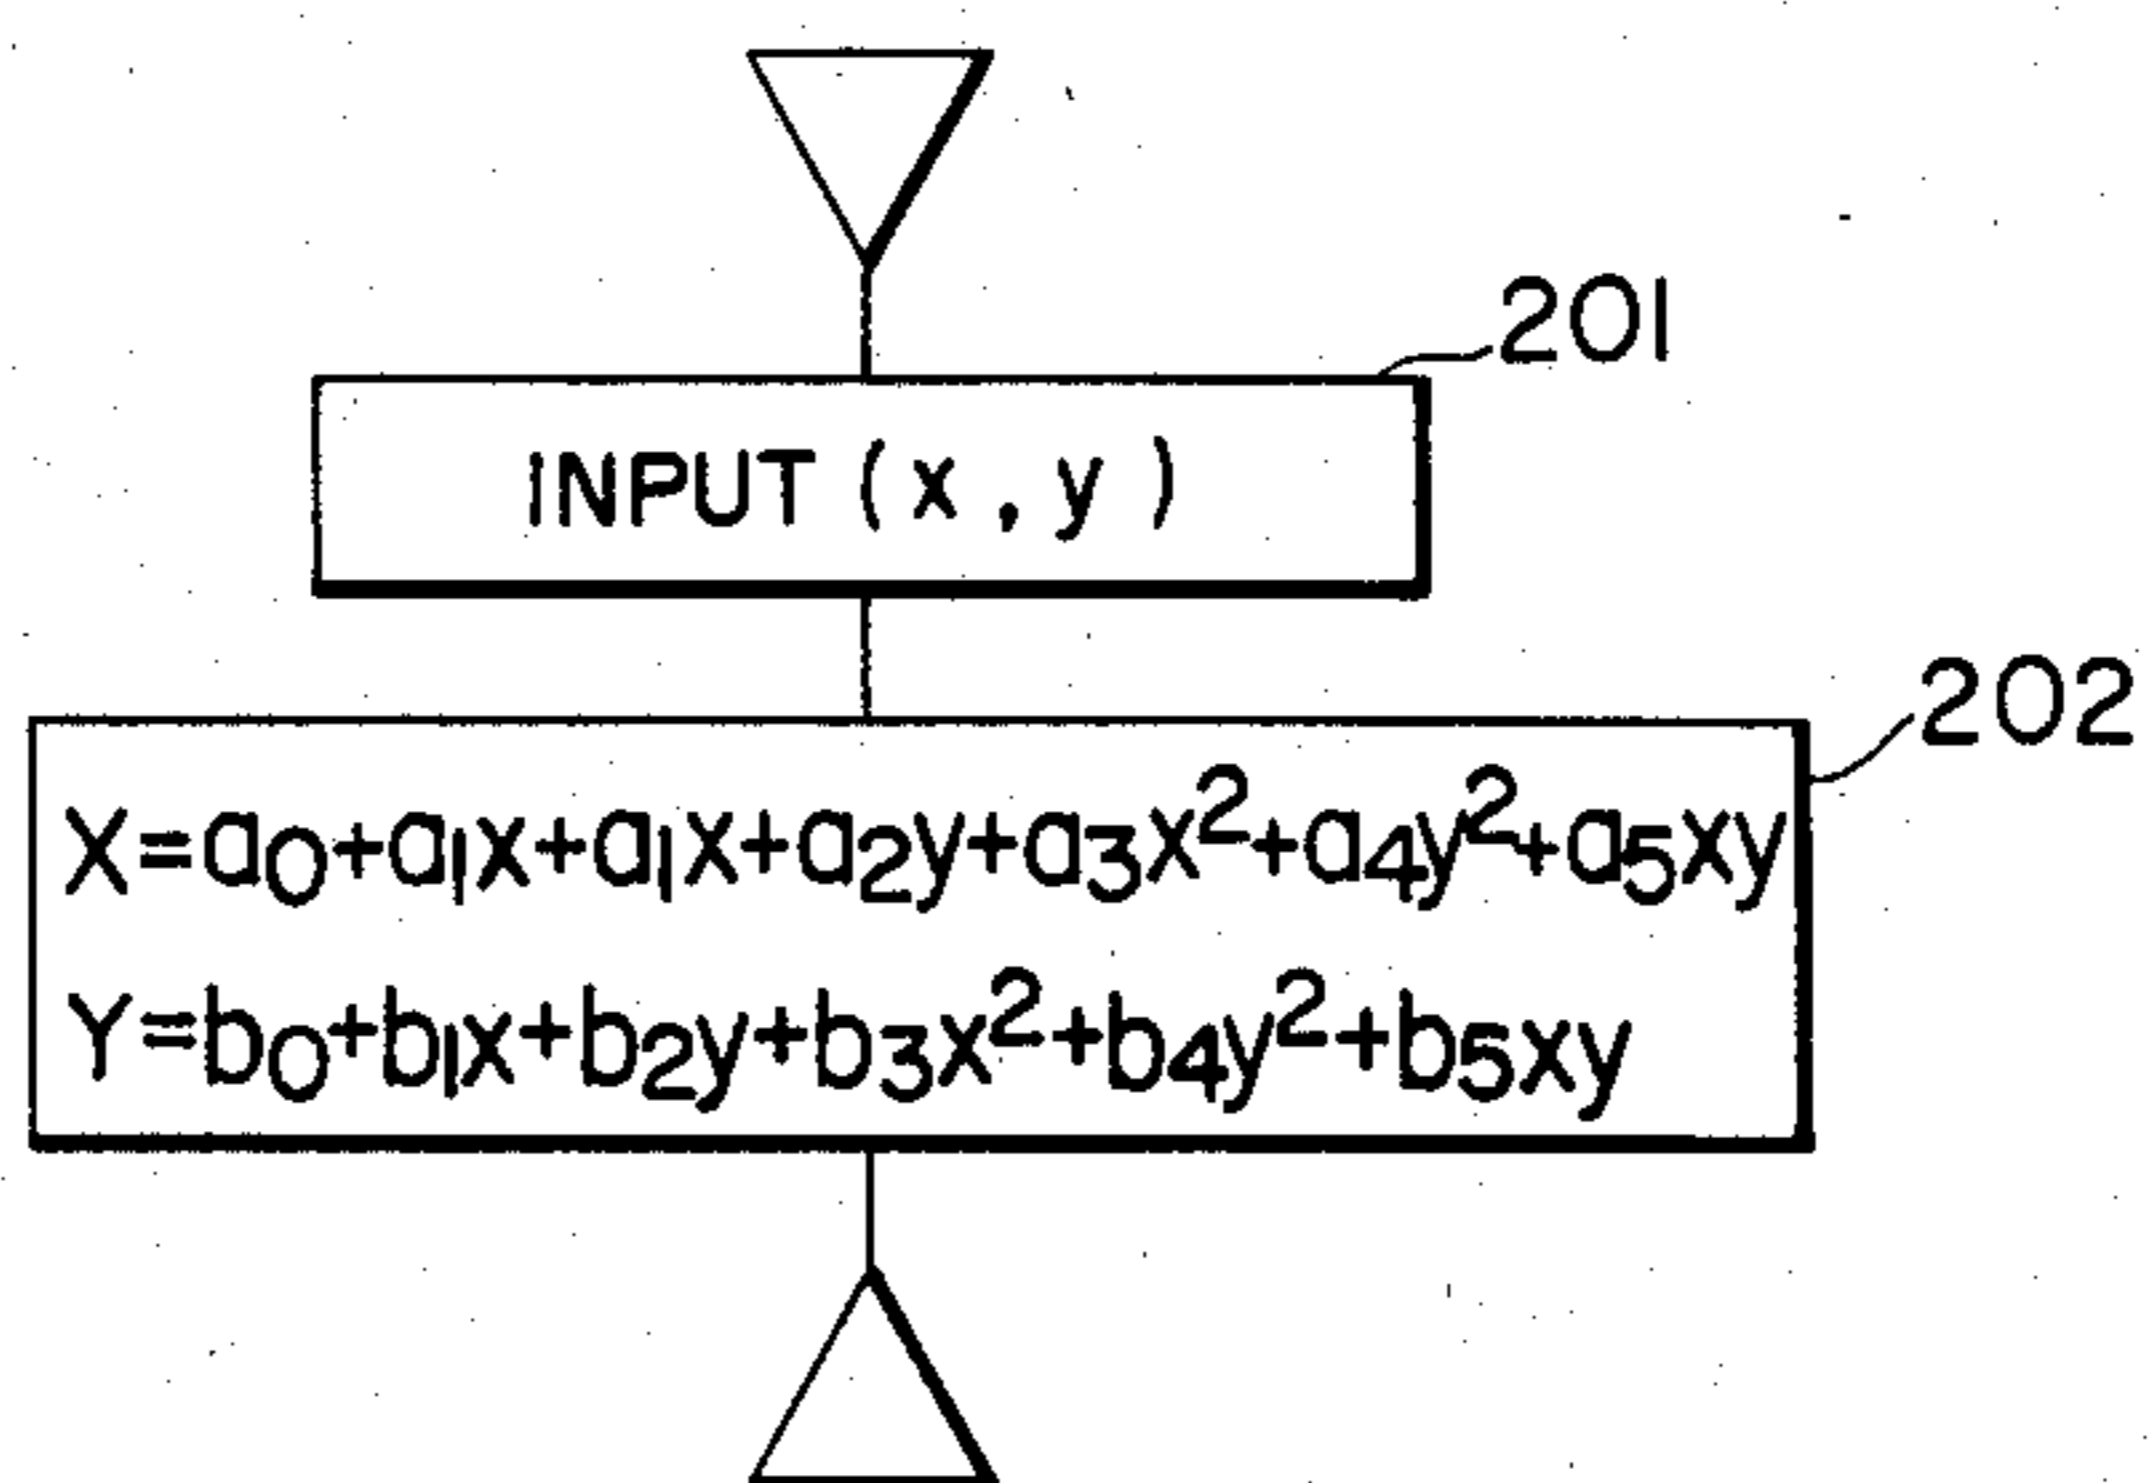 201
INPUT (x, y)
202
X=a₀+a₁x+a₁x+a₂y+a₃x²+a₄y²+a₅xy
Y=b₀+b₁x+b₂y+b₃x²+b₄y²+b₅xy